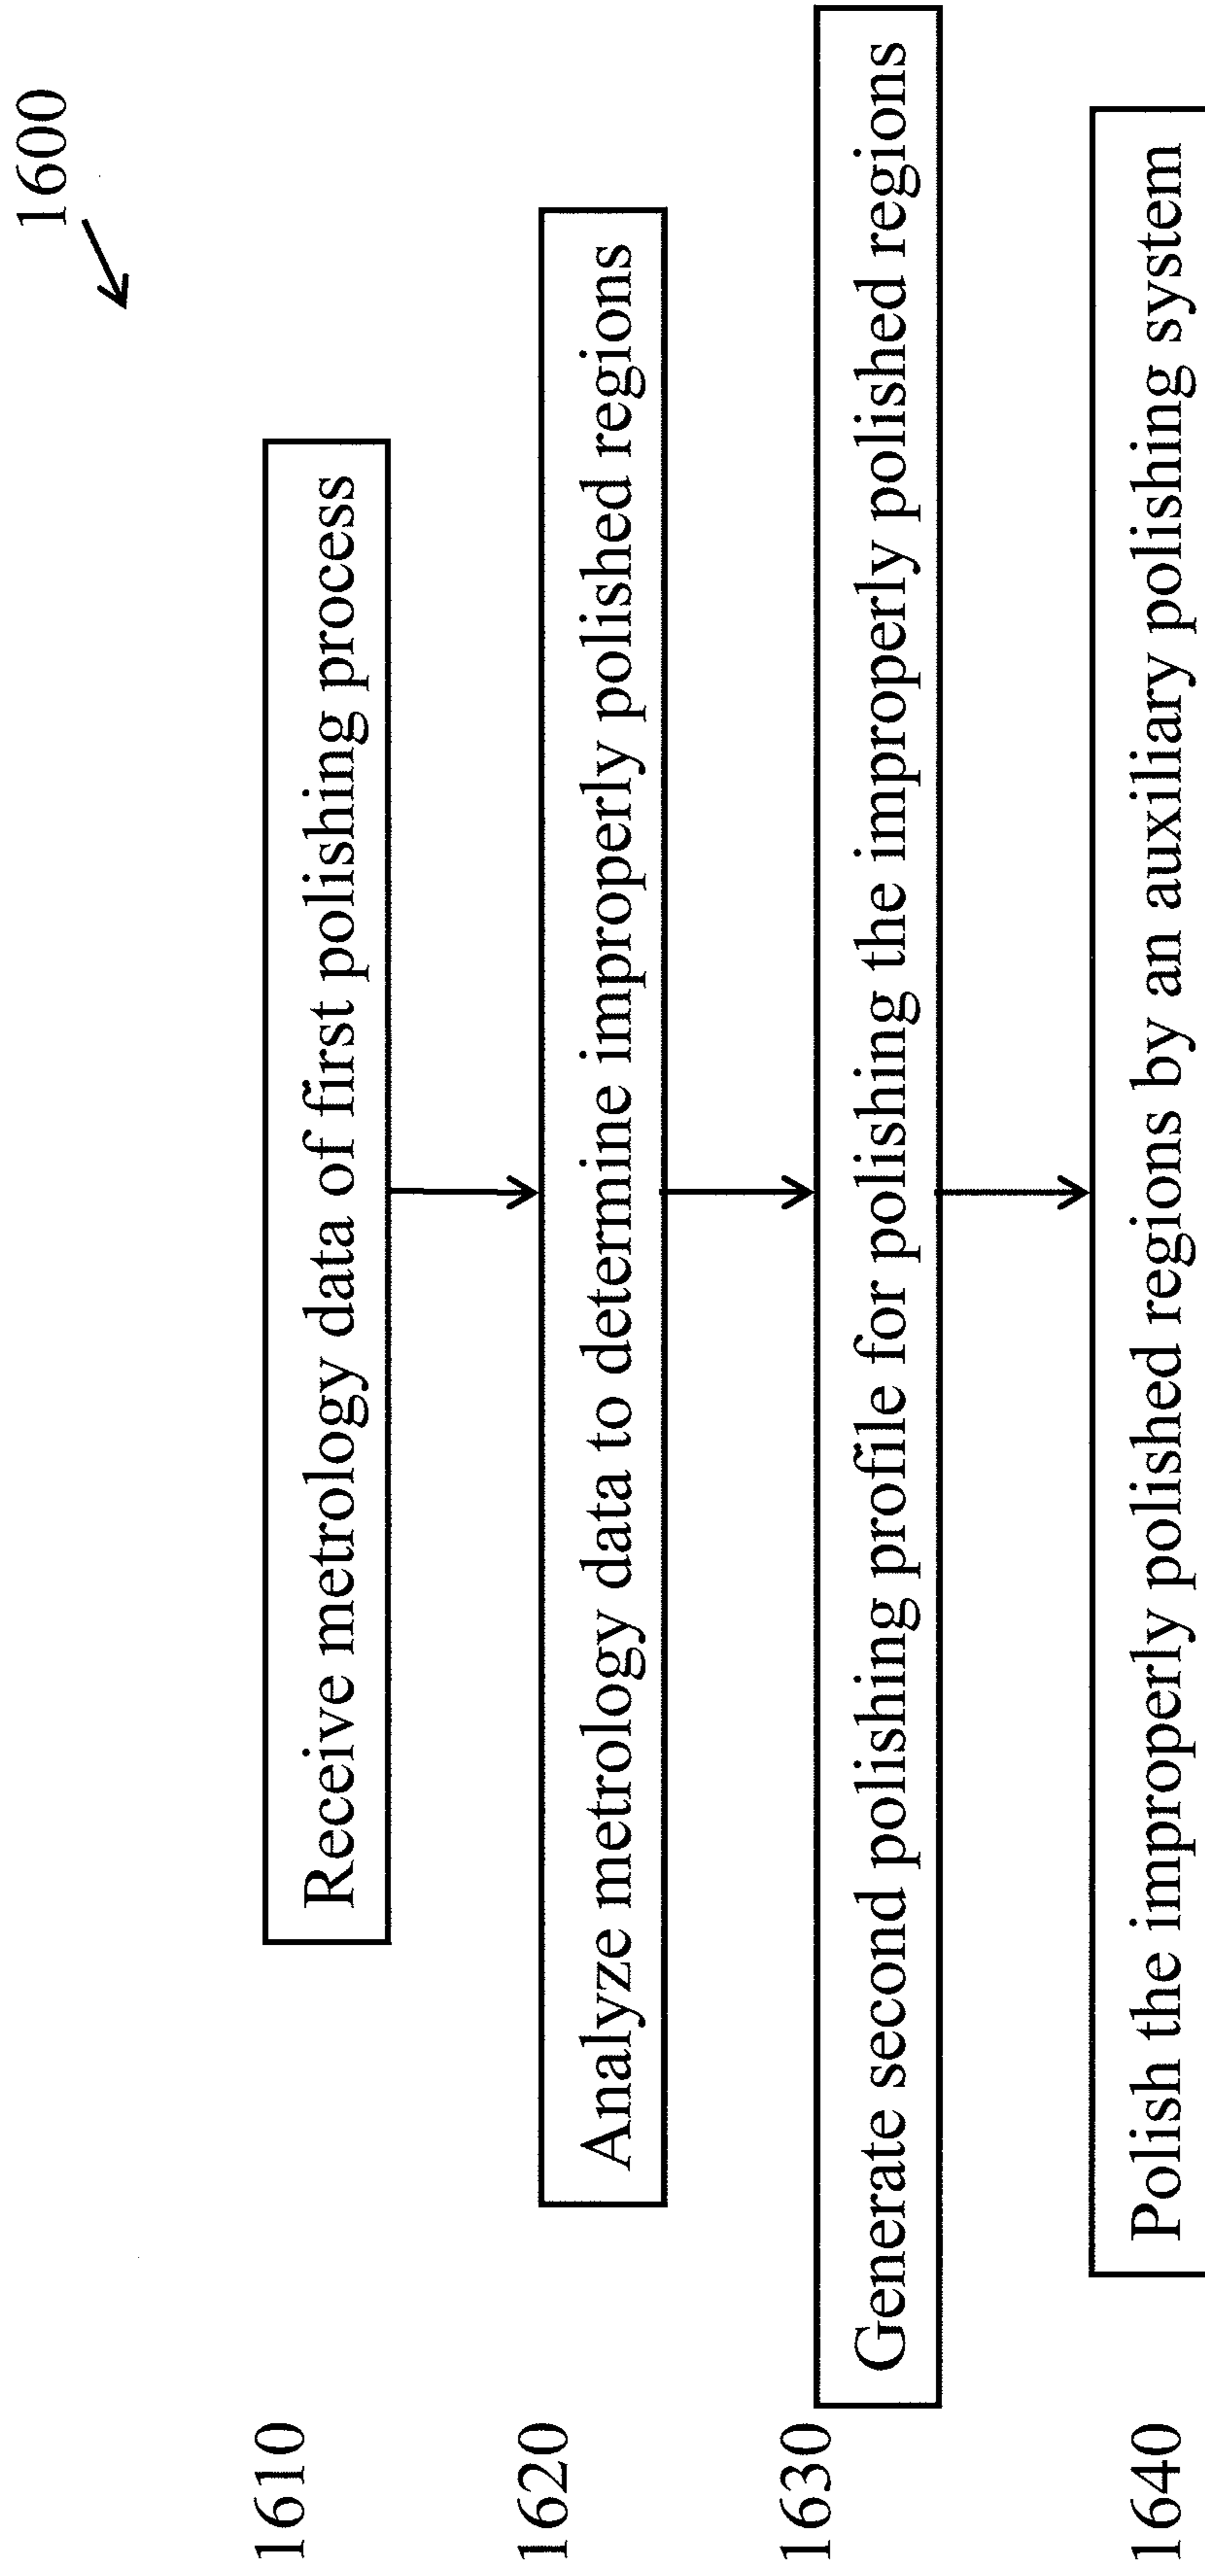 1600
1610
Receive metrology data of first polishing process
1620
Analyze metrology data to determine improperly polished regions
1630
Generate second polishing profile for polishing the improperly polished regions
1640
Polish the improperly polished regions by an auxiliary polishing system